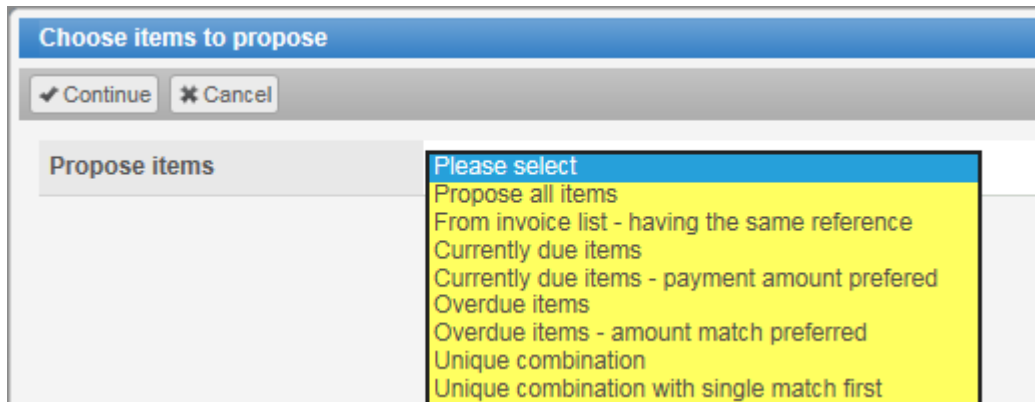 Choose items to propose
✔ Continue ✖ Cancel
Propose items
Please select
Propose all items
From invoice list - having the same reference
Currently due items
Currently due items - payment amount prefered
Overdue items
Overdue items - amount match preferred
Unique combination
Unique combination with single match first